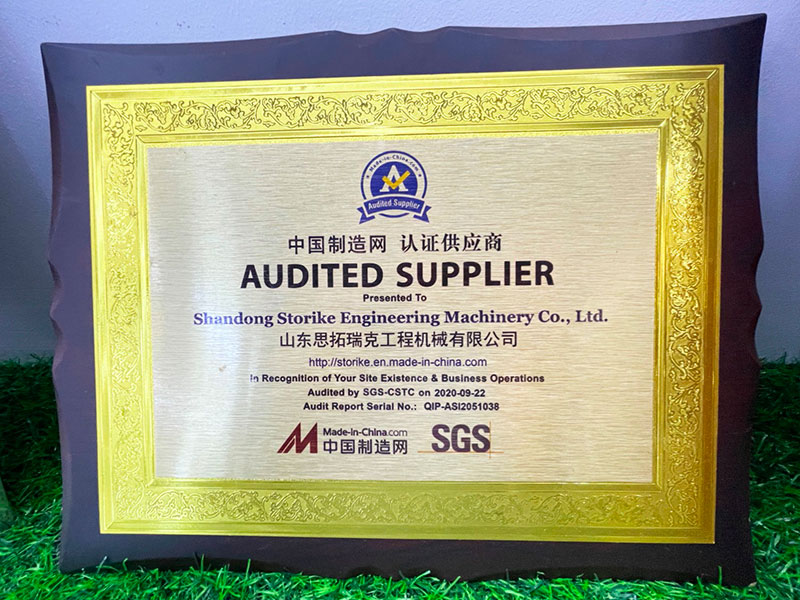 Made-in-China.com
A
Audited Supplier
中国制造网 认证供应商
AUDITED SUPPLIER
Presented To
Shandong Storike Engineering Machinery Co., Ltd.
山东思拓瑞克工程机械有限公司
http://storike.en.made-in-china.com
in Recognition of Your Site Existence & Business Operations
Audited by SGS-CSTC on 2020-09-22
Audit Report Serial No.: QIP-ASI2051038
Made-in-China.com
中国制造网
SGS